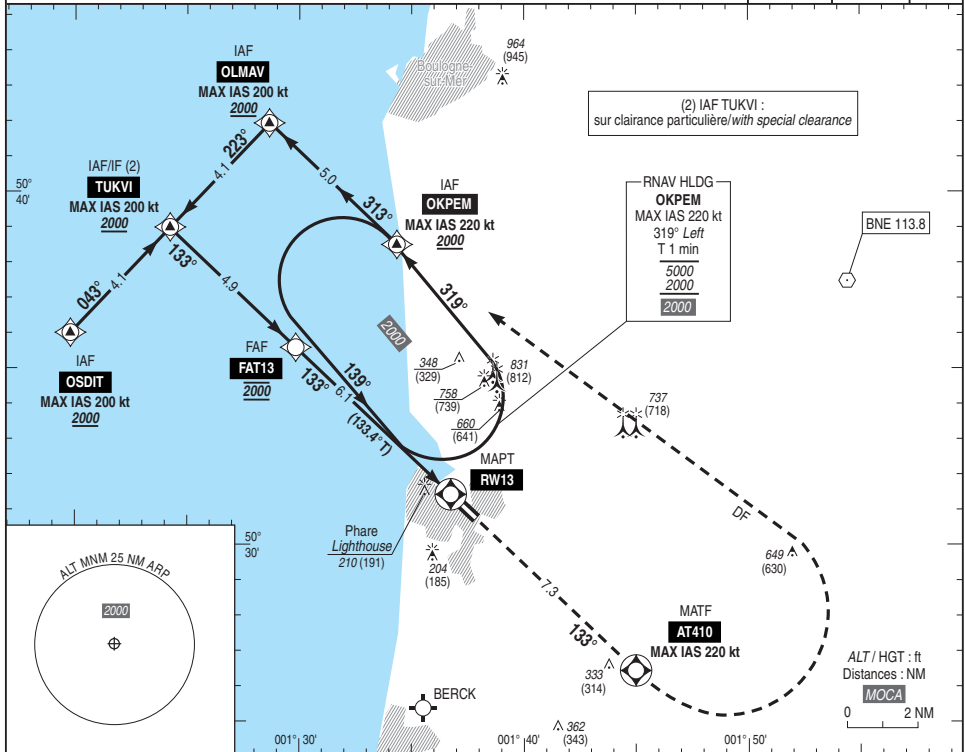 964
(945)
Boulogne-
sur-Mer
IAF
OLMAV
MAX IAS 200 kt
2000
(2) IAF TUKVI :
sur clairance particulière/with special clearance
223°
4.1
5.0
IAF/IF (2)
TUKVI
MAX IAS 200 kt
2000
50°
40'
IAF
OKPEM
MAX IAS 220 kt
2000
313°
RNAV HLDG
OKPEM
MAX IAS 220 kt
319° Left
T 1 min
5000
2000
2000
BNE 113.8
133°
4.9
043°
4.1
319°
IAF
OSDIT
MAX IAS 200 kt
2000
FAF
FAT13
2000
2000
348
(329)
831
(812)
758
(739)
660
(641)
139°
133°
6.1
(133.4°T)
737
(718)
MAPT
RW13
DF
Phare
Lighthouse
210 (191)
204
(185)
50°
30'
649
(630)
ALT MNM 25 NM ARP
2000
7.3
133°
MATF
AT410
MAX IAS 220 kt
333
(314)
BERCK
362
(343)
ALT / HGT : ft
Distances : NM
MOCA
0 2 NM
001° 30'
001° 40'
001° 50'